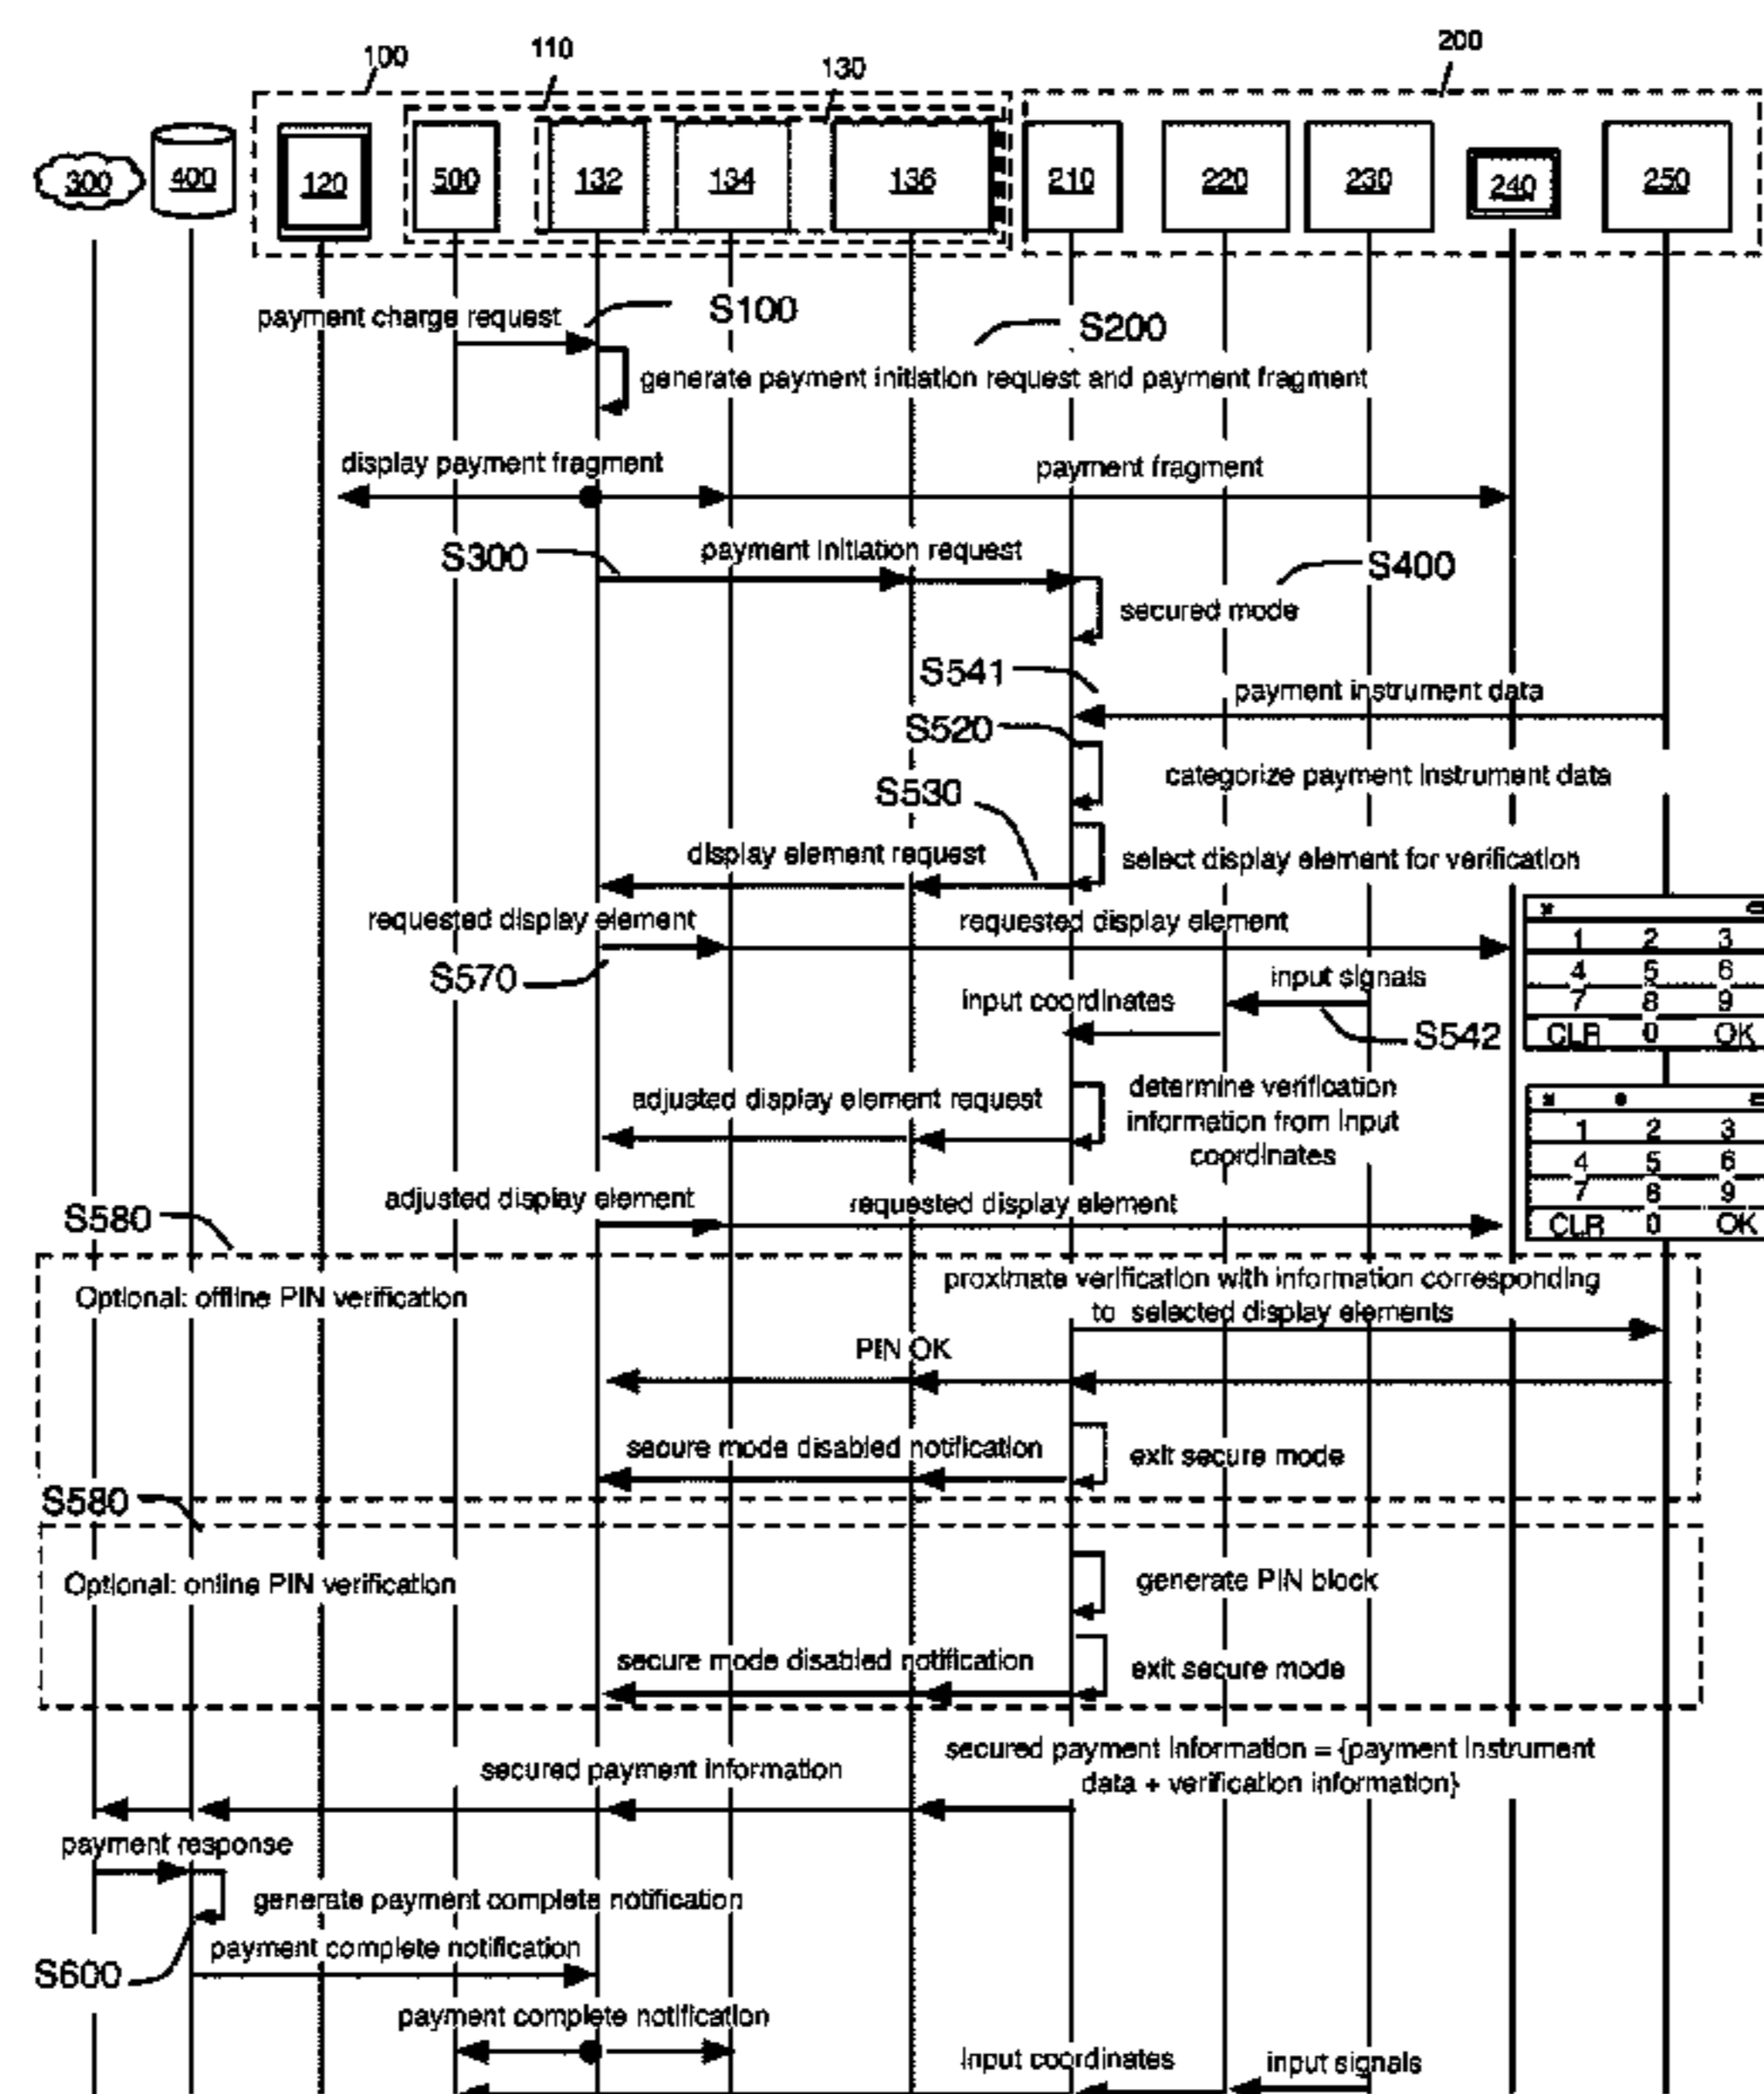 100
110
130
200
300
400
120
500
132
134
136
210
220
230
240
250
payment charge request
S100
S200
generate payment initiation request and payment fragment
display payment fragment
payment fragment
S300
payment initiation request
S400
secured mode
S541
payment instrument data
S520
categorize payment instrument data
S530
display element request
select display element for verification
requested display element
requested display element
S570
input signals
input coordinates
S542
*
1 2 3
4 5 6
7 8 9
CLR 0 OK
adjusted display element request
determine verification
information from input
coordinates
* •
1 2 3
4 5 6
7 8 9
CLR 0 OK
adjusted display element
requested display element
S580
Optional: offline PIN verification
proximate verification with information corresponding
to selected display elements
PIN OK
secure mode disabled notification
exit secure mode
S580
Optional: online PIN verification
generate PIN block
secure mode disabled notification
exit secure mode
secured payment information
secured payment information = {payment instrument
data + verification information}
payment response
generate payment complete notification
payment complete notification
S600
payment complete notification
input coordinates
input signals